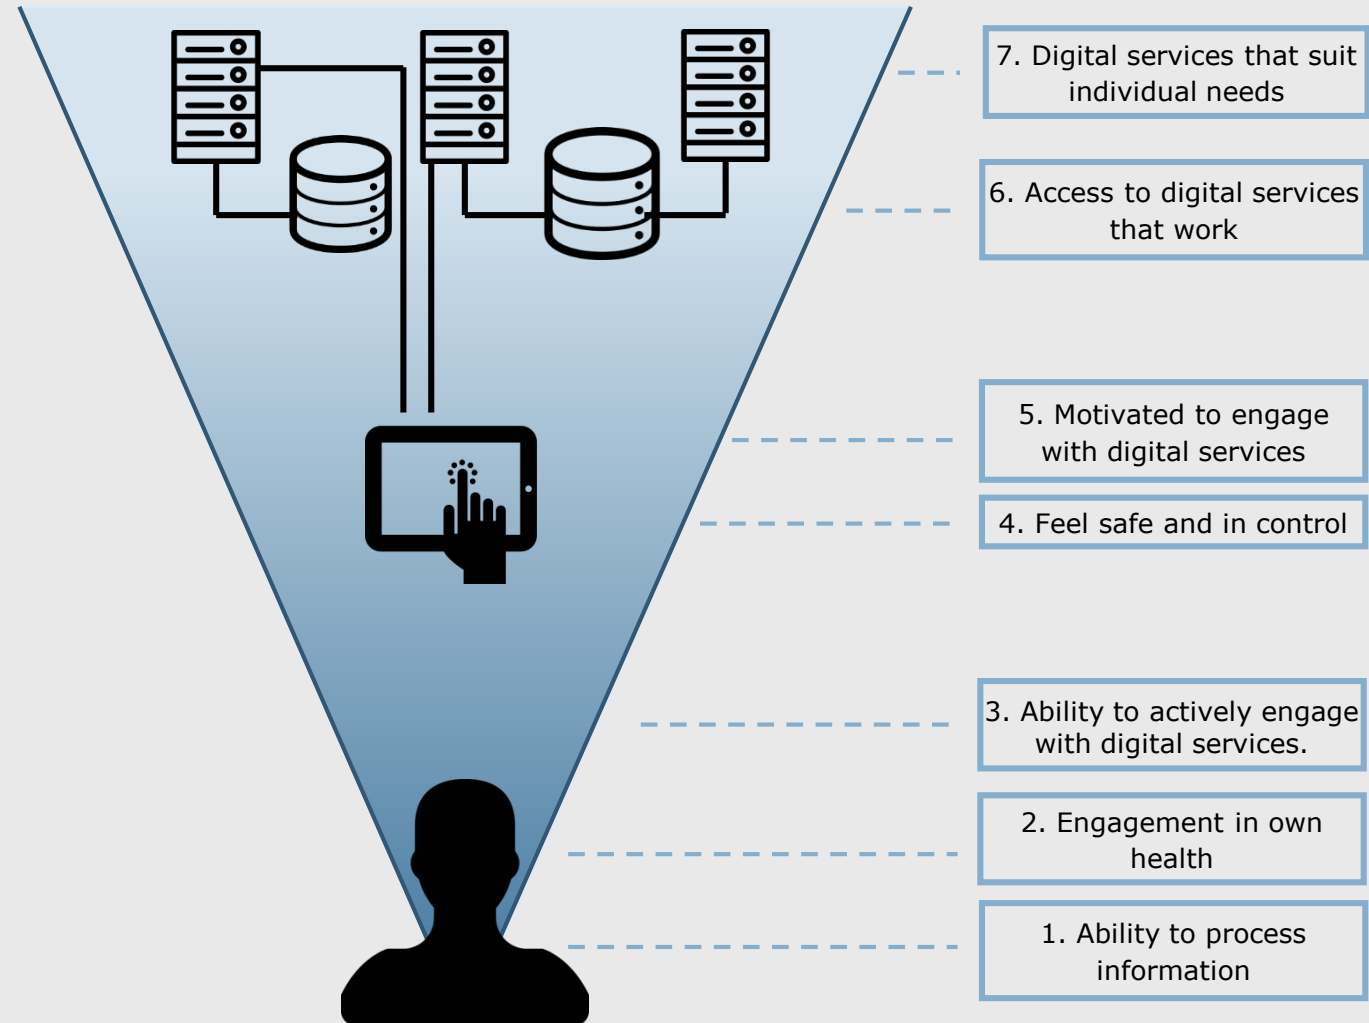 7. Digital services that suit
individual needs
6. Access to digital services
that work
5. Motivated to engage
with digital services
4. Feel safe and in control
3. Ability to actively engage
with digital services.
2. Engagement in own
health
1. Ability to process
information